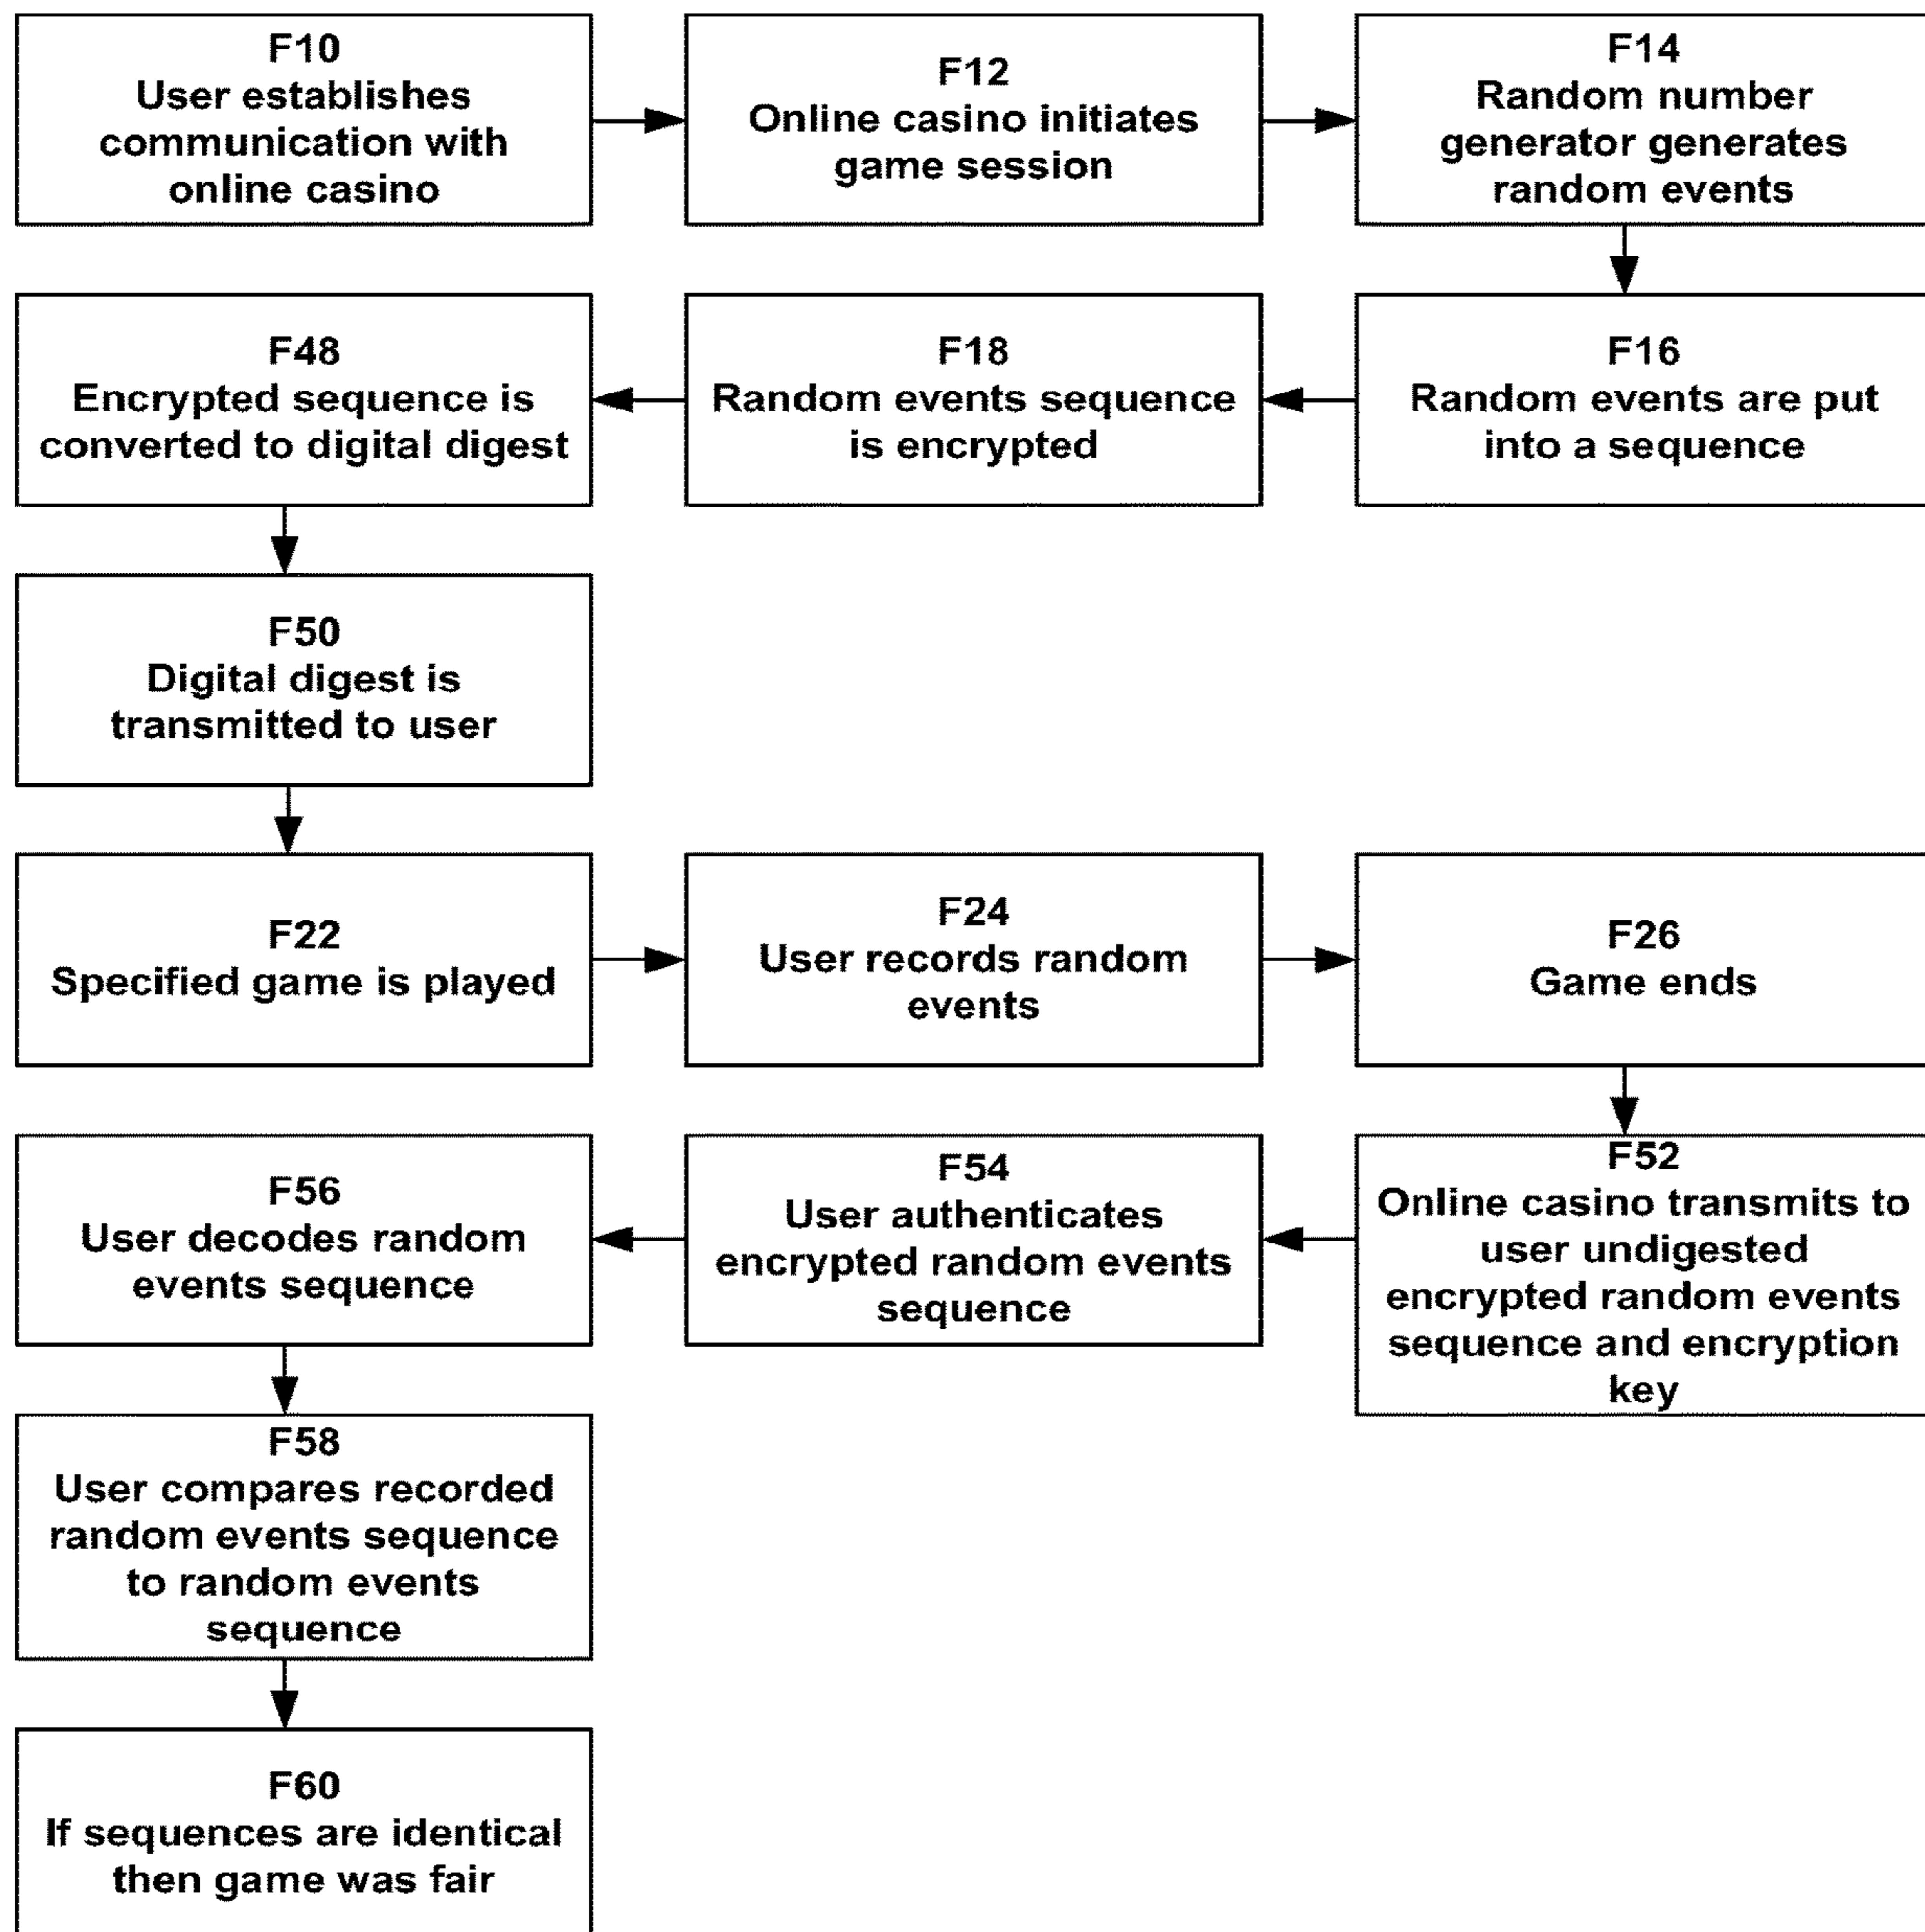 F10
User establishes
communication with
online casino
F12
Online casino initiates
game session
F14
Random number
generator generates
random events
F16
Random events are put
into a sequence
F18
Random events sequence
is encrypted
F48
Encrypted sequence is
converted to digital digest
F50
Digital digest is
transmitted to user
F22
Specified game is played
F24
User records random
events
F26
Game ends
F52
Online casino transmits to
user undigested
encrypted random events
sequence and encryption
key
F54
User authenticates
encrypted random events
sequence
F56
User decodes random
events sequence
F58
User compares recorded
random events sequence
to random events
sequence
F60
If sequences are identical
then game was fair